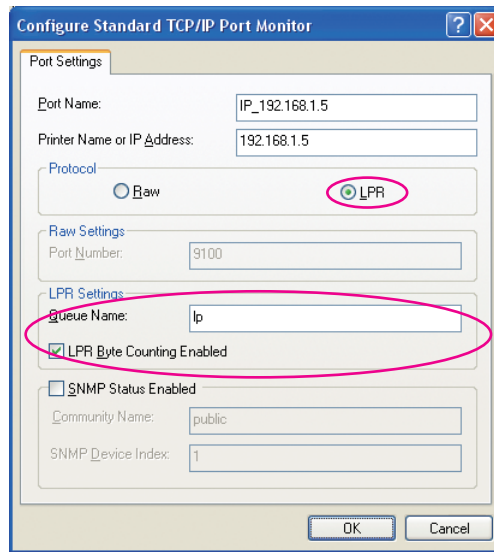 Configure Standard TCP/IP Port Monitor
Port Settings
Port Name: IP_192.168.1.5
Printer Name or IP Address: 192.168.1.5
Protocol
Raw LPR
Raw Settings
Port Number: 9100
LPR Settings
Queue Name: lp
LPR Byte Counting Enabled
SNMP Status Enabled
Community Name: public
SNMP Device Index: 1
OK Cancel